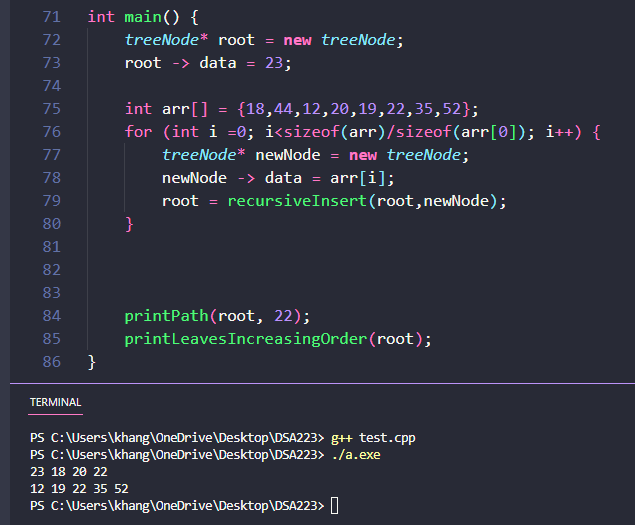 71 int main() {
72 treeNode* root = new treeNode;
73 root -> data = 23;
74
75 int arr[] = {18,44,12,20,19,22,35,52};
76 for (int i =0; i<sizeof(arr)/sizeof(arr[0]); i++) {
77 treeNode* newNode = new treeNode;
78 newNode -> data = arr[i];
79 root = recursiveInsert(root,newNode);
80 }
81
82
83
84 printPath(root, 22);
85 printLeavesIncreasingOrder(root);
86 }
TERMINAL
PS C:\Users\khang\OneDrive\Desktop\DSA223> g++ test.cpp
PS C:\Users\khang\OneDrive\Desktop\DSA223> ./a.exe
23 18 20 22
12 19 22 35 52
PS C:\Users\khang\OneDrive\Desktop\DSA223>